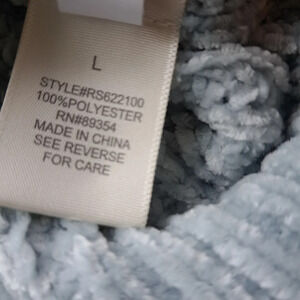 L
STYLE#RS622100
100%POLYESTER
RN#89354
MADE IN CHINA
SEE REVERSE
FOR CARE